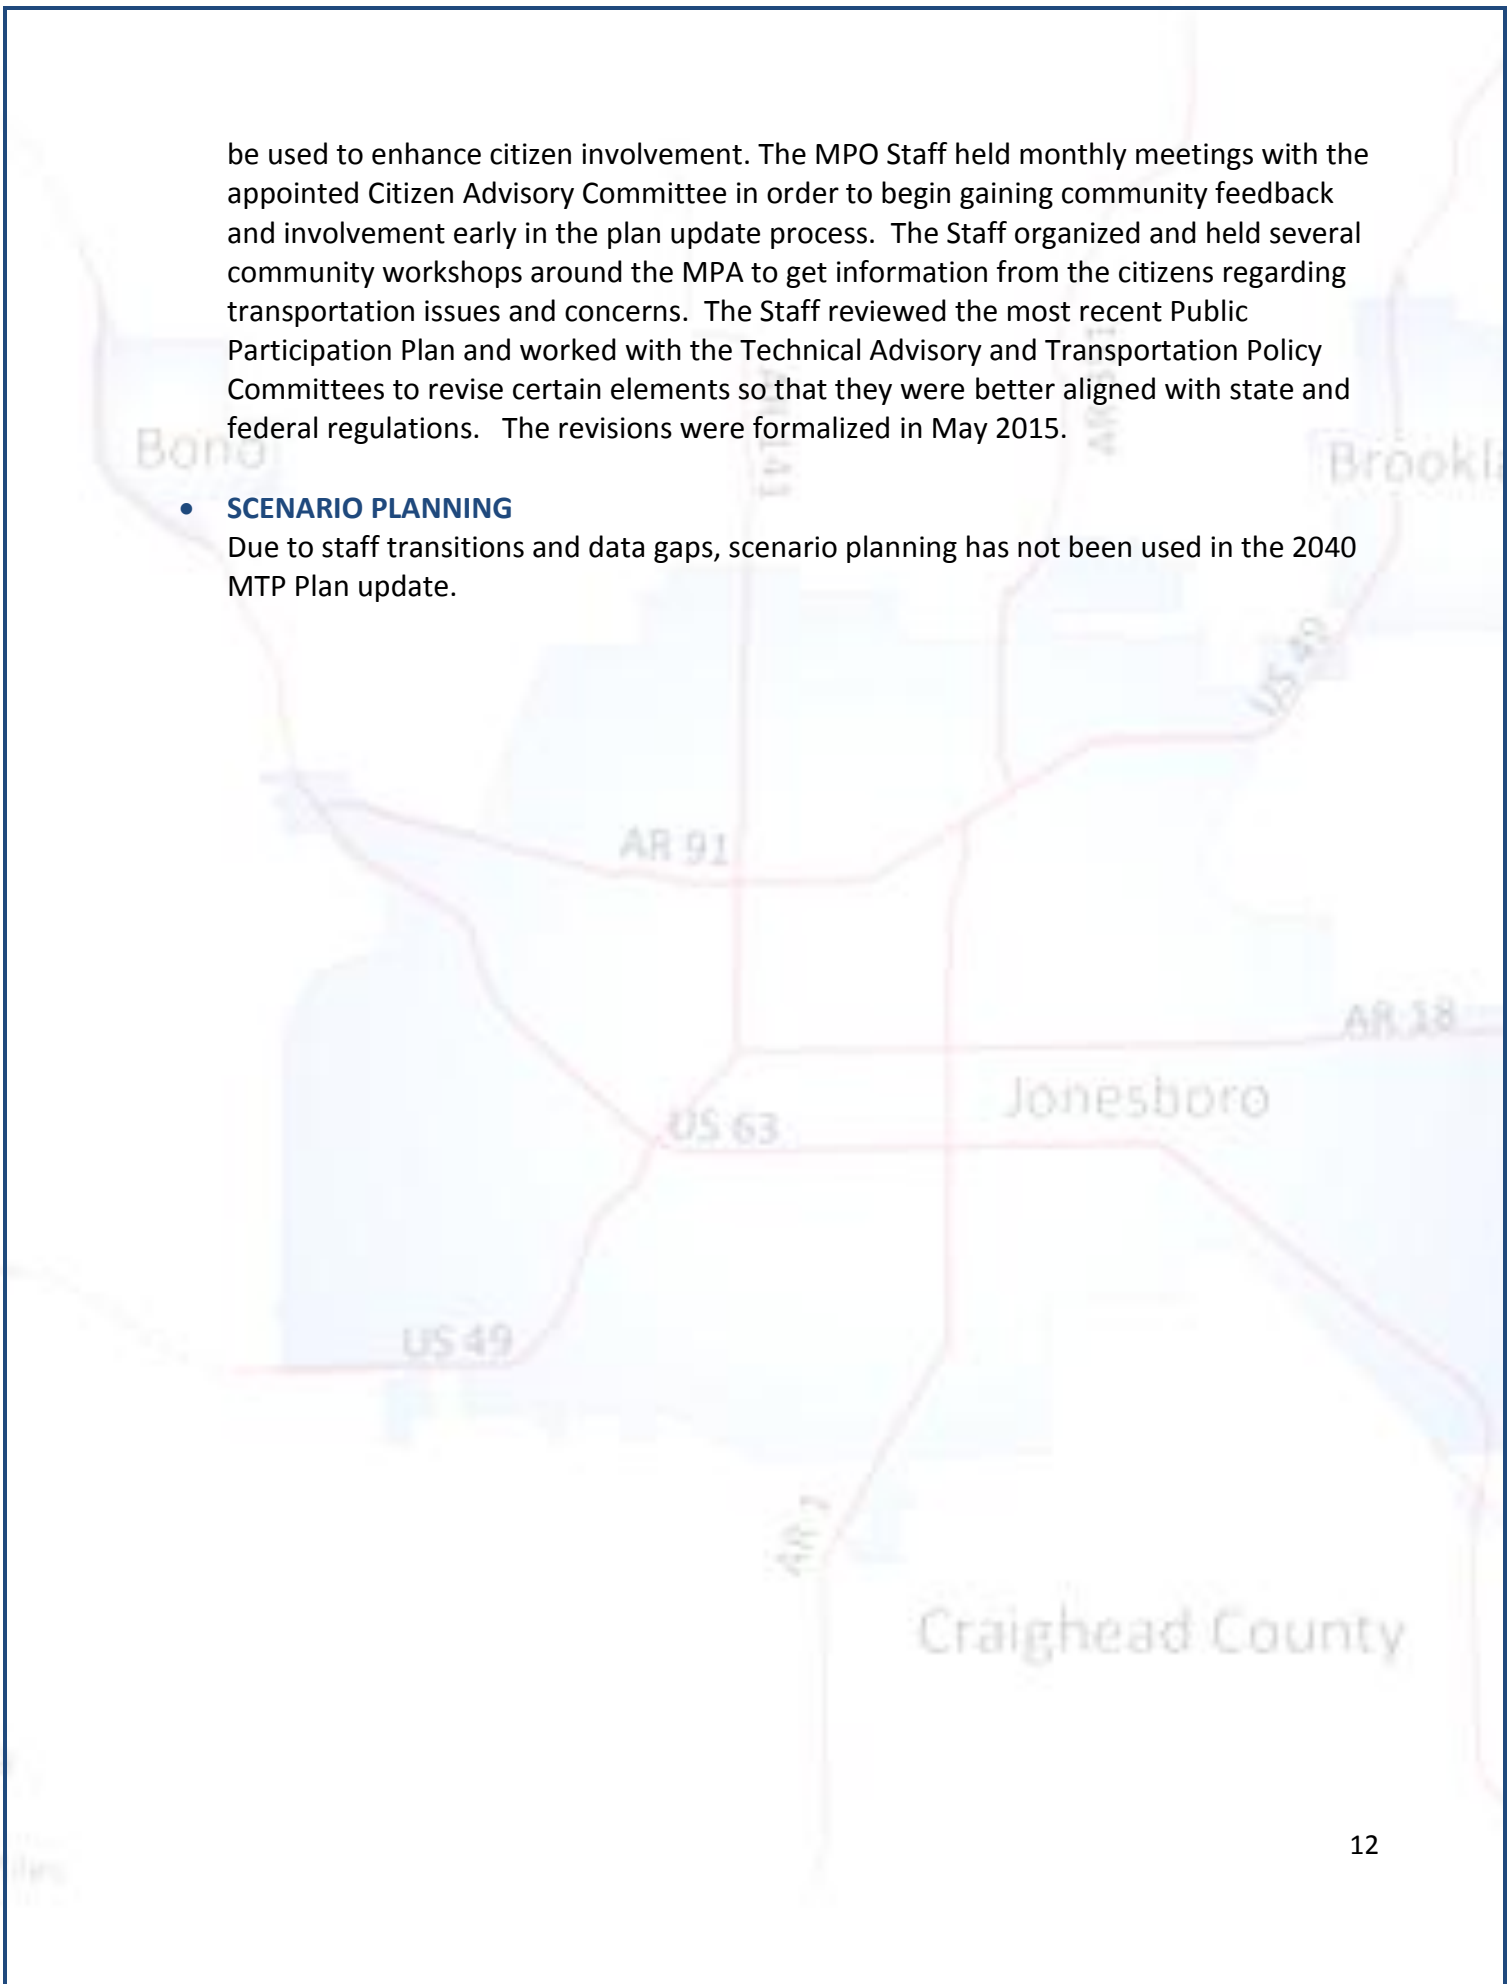 be used to enhance citizen involvement. The MPO Staff held monthly meetings with the
appointed Citizen Advisory Committee in order to begin gaining community feedback
and involvement early in the plan update process. The Staff organized and held several
community workshops around the MPA to get information from the citizens regarding
transportation issues and concerns. The Staff reviewed the most recent Public
Participation Plan and worked with the Technical Advisory and Transportation Policy
Committees to revise certain elements so that they were better aligned with state and
federal regulations. The revisions were formalized in May 2015.
Bono
AR 141
Brookl
• SCENARIO PLANNING
Due to staff transitions and data gaps, scenario planning has not been used in the 2040
MTP Plan update.
US 49
AR 91
AR 18
Jonesboro
US 63
US 49
AR 1
Craighead County
12